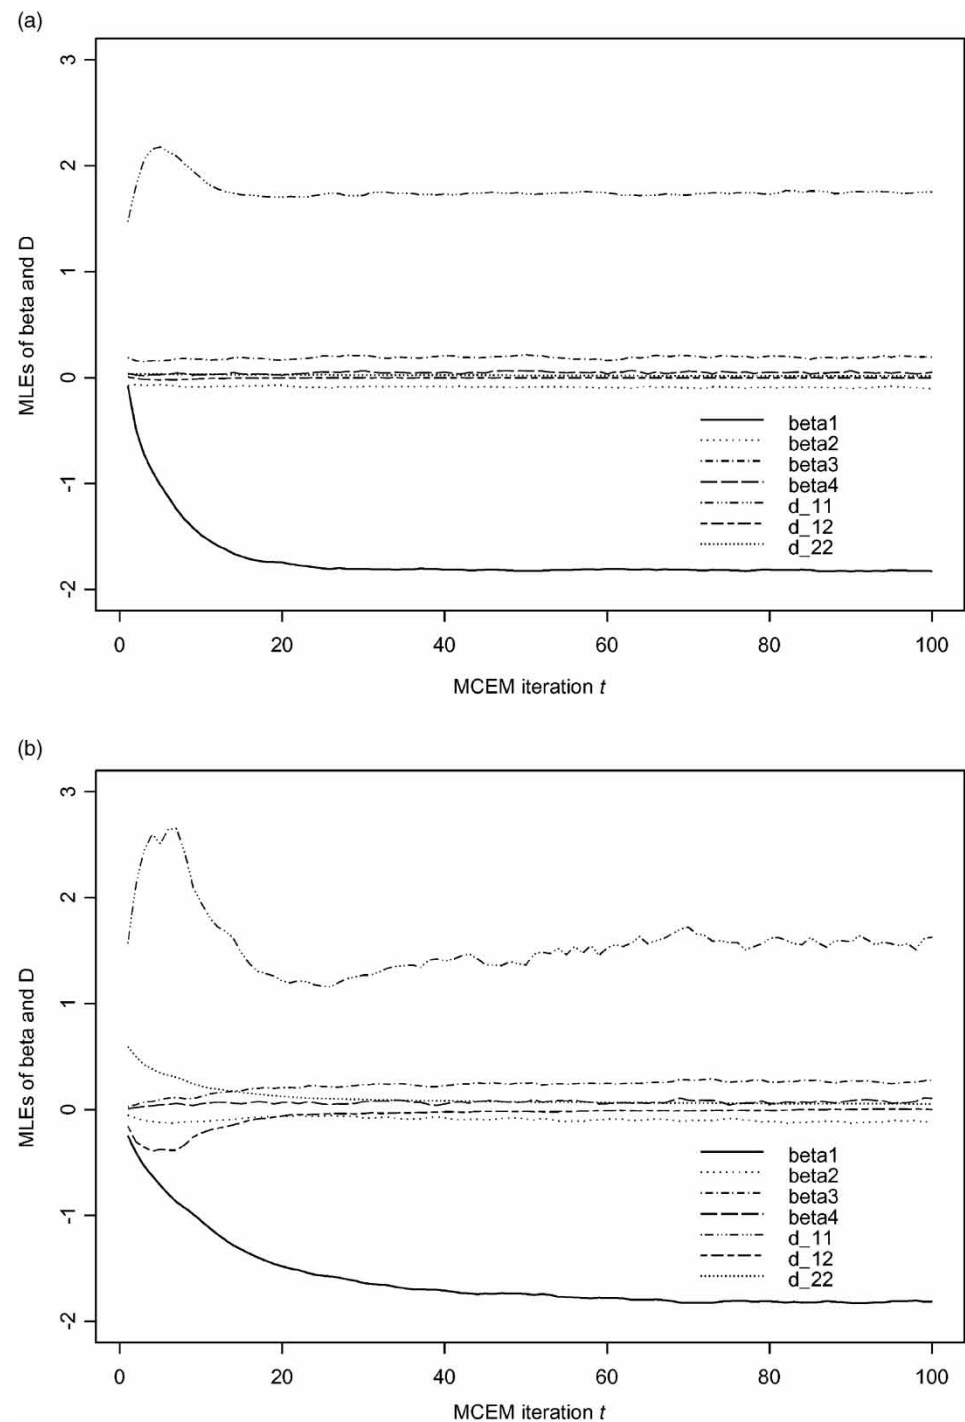 (a)
MLEs of beta and D
3
2
1
0
-1
-2
beta1
beta2
beta3
beta4
d_11
d_12
d_22
0 20 40 60 80 100
MCEM iteration t
(b)
MLEs of beta and D
3
2
1
0
-1
-2
beta1
beta2
beta3
beta4
d_11
d_12
d_22
0 20 40 60 80 100
MCEM iteration t